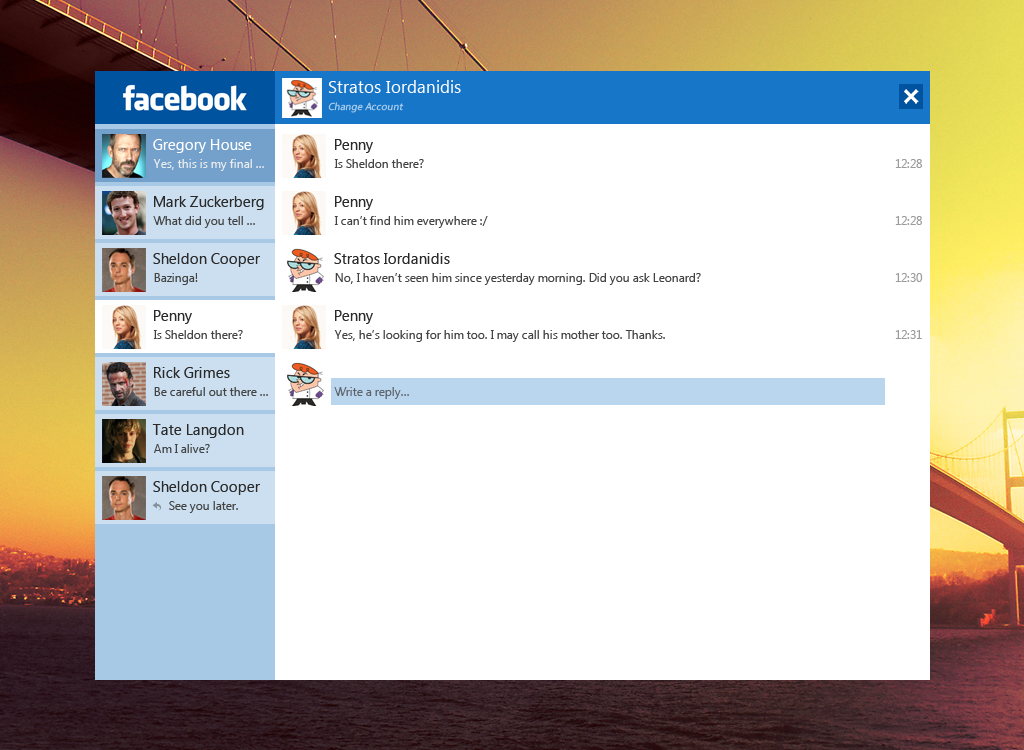 facebook
Stratos Iordanidis
Change Account
Gregory House
Yes, this is my final ...
Mark Zuckerberg
What did you tell ...
Sheldon Cooper
Bazinga!
Penny
Is Sheldon there?
Rick Grimes
Be careful out there ...
Tate Langdon
Am I alive?
Sheldon Cooper
See you later.
Penny
Is Sheldon there?
12:28
Penny
I can't find him everywhere :/
12:28
Stratos Iordanidis
No, I haven't seen him since yesterday morning. Did you ask Leonard?
12:30
Penny
Yes, he's looking for him too. I may call his mother too. Thanks.
12:31
Write a reply...